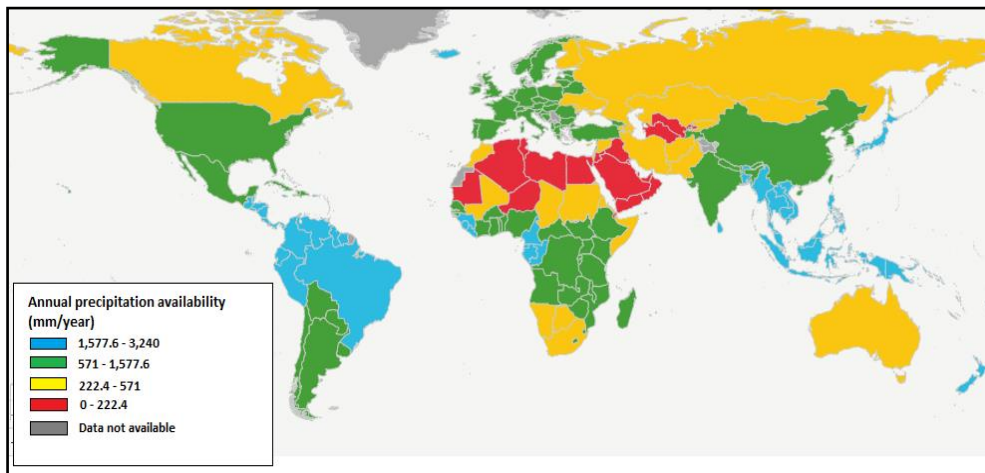 Annual precipitation availability
(mm/year)
1,577.6 - 3,240
571 - 1,577.6
222.4 - 571
0 - 222.4
Data not available